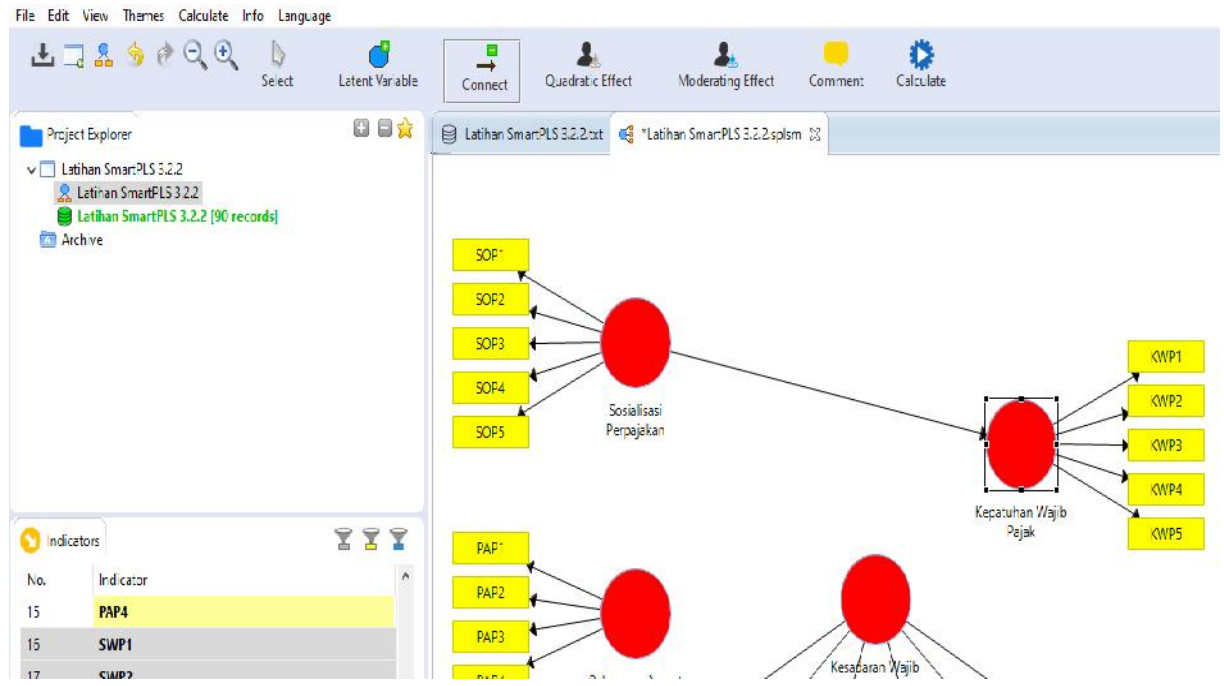 File Edit View Themes Calculate Info Language
Select
Latent Variable
Connect
Quadratic Effect
Moderating Effect
Comment
Calculate
Project Explorer
Latihan SmartPLS 3.2.2
Latihan SmartPLS 3.2.2
Latihan SmartPLS 3.2.2 [90 records]
Archive
Latihan SmartPLS 3.2.2.txt
*Latihan SmartPLS 3.2.2.splsm
SOP1
SOP2
SOP3
SOP4
SOP5
Sosialisasi
Perpajakan
KWP1
KWP2
KWP3
KWP4
KWP5
Kepatuhan Wajib
Pajak
PAP1
PAP2
PAP3
PAP4
Kesadaran Wajib
Indicators
No. Indicator
15 PAP4
16 SWP1
17 SWP2